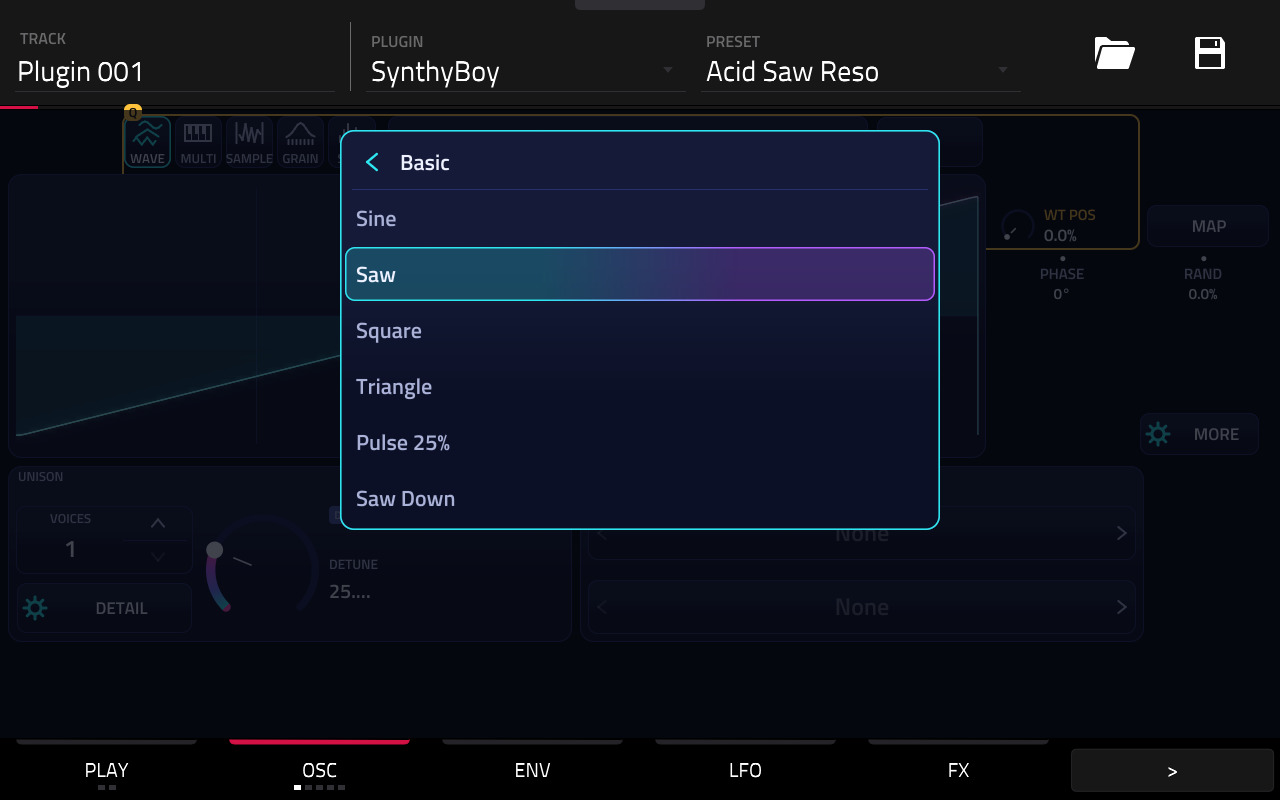 TRACK
Plugin 001
PLUGIN
SynthyBoy
PRESET
Acid Saw Reso
Q
WAVE
MULTI
SAMPLE
GRAIN
Basic
Sine
Saw
Square
Triangle
Pulse 25%
Saw Down
WT POS
0.0%
MAP
PHASE
0°
RAND
0.0%
MORE
UNISON
VOICES
1
DETAIL
DETUNE
25....
None
None
PLAY
OSC
ENV
LFO
FX
>